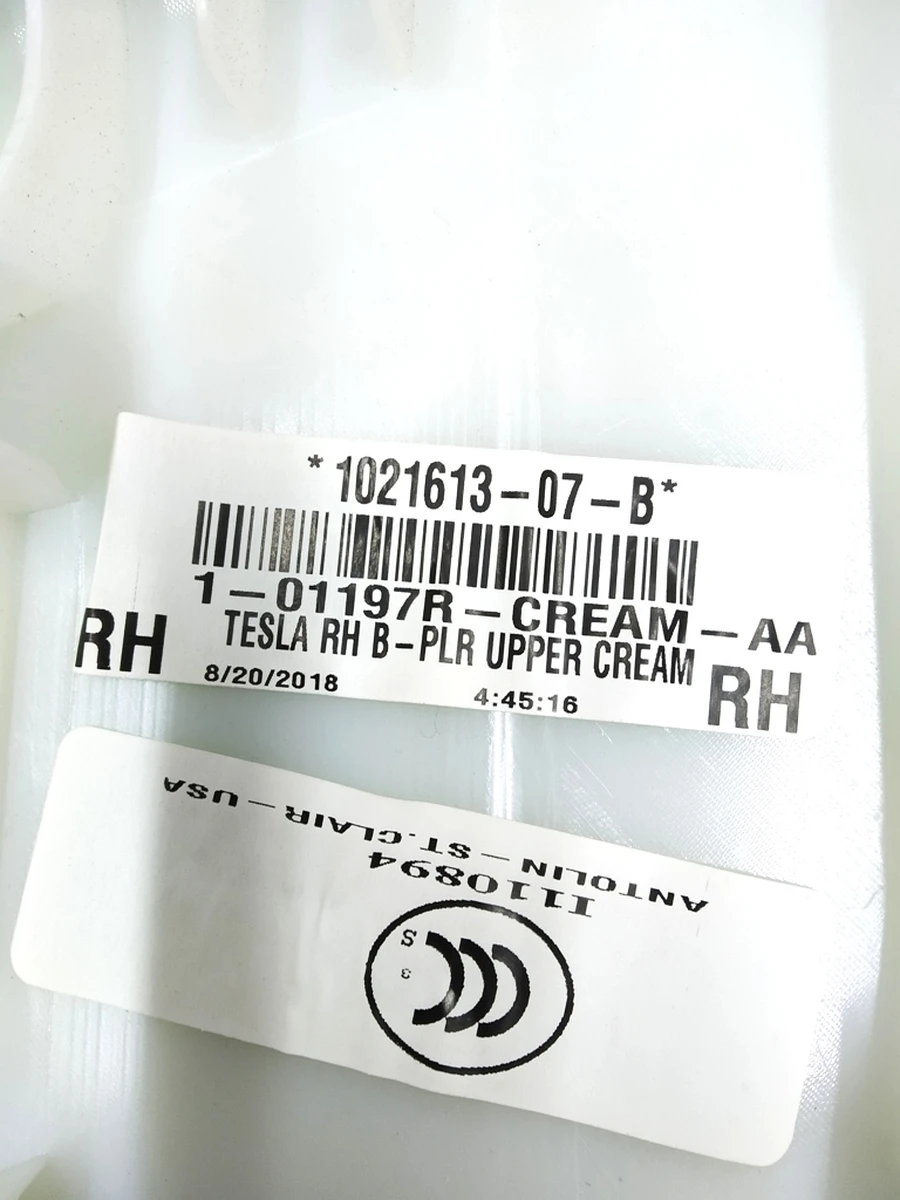 *1021613-07-B*
1-01197R-CREAM-AA
TESLA RH B-PLR UPPER CREAM
RH
RH
8/20/2018 4:45:16
ANTOLIN-ST.CLAIR-USA
I110894
S
3